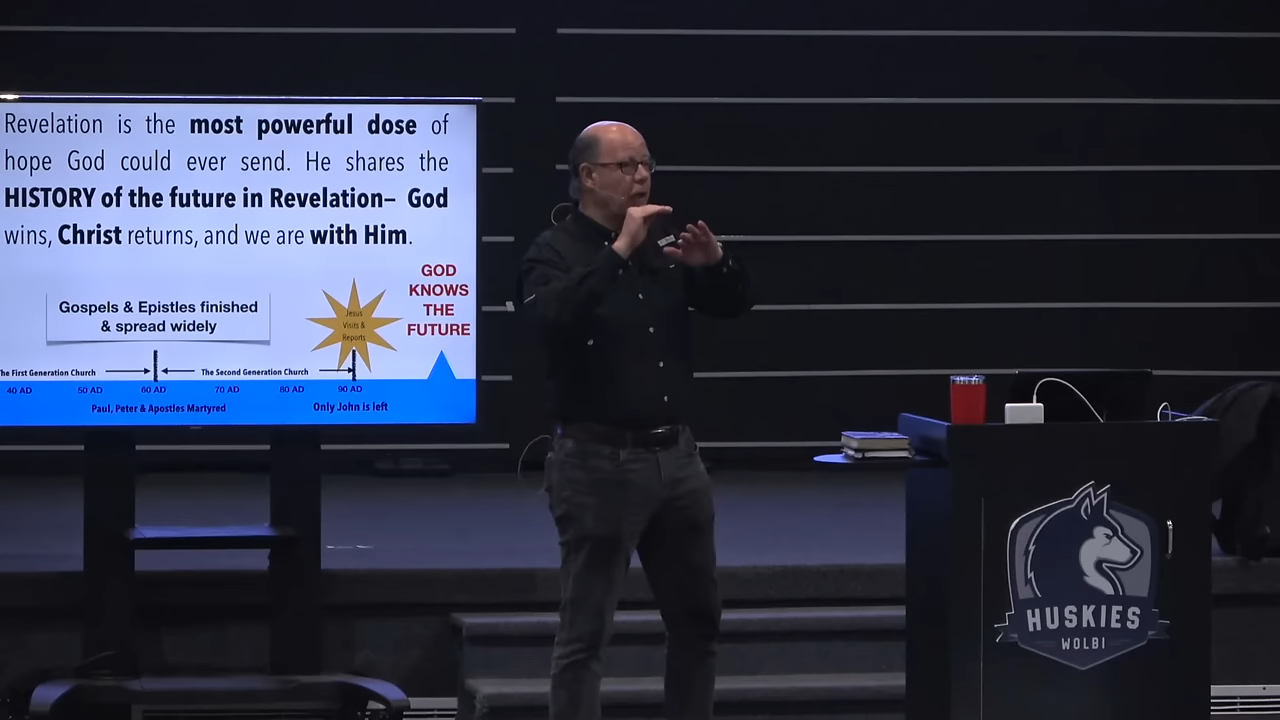 Revelation is the most powerful dose of
hope God could ever send. He shares the
HISTORY of the future in Revelation– God
wins, Christ returns, and we are with Him.
GOD
KNOWS
THE
FUTURE
Gospels & Epistles finished
& spread widely
Jesus
Visits &
Reports
The First Generation Church
The Second Generation Church
40 AD 50 AD 60 AD 70 AD 80 AD 90 AD
Paul, Peter & Apostles Martyred
Only John is left
HUSKIES
WOLBI